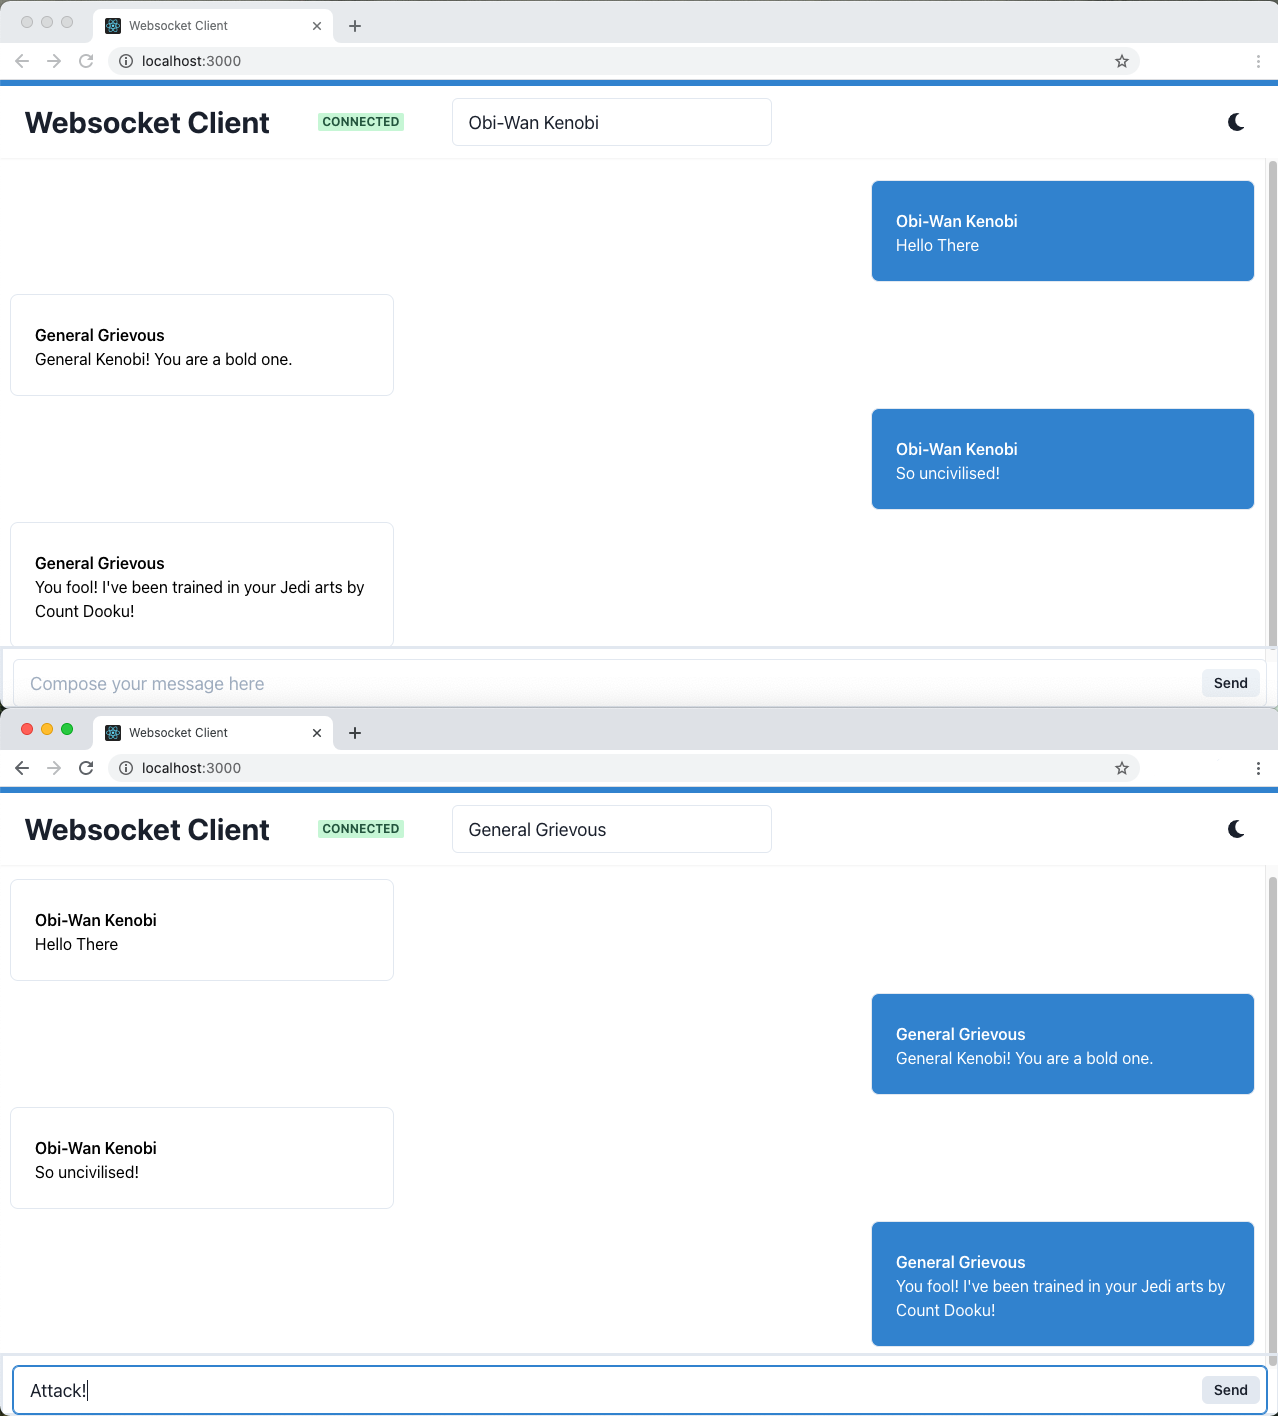 Websocket Client
localhost:3000
Websocket Client
CONNECTED
Obi-Wan Kenobi
Obi-Wan Kenobi
Hello There
General Grievous
General Kenobi! You are a bold one.
Obi-Wan Kenobi
So uncivilised!
General Grievous
You fool! I've been trained in your Jedi arts by
Count Dooku!
Compose your message here
Send
Websocket Client
localhost:3000
Websocket Client
CONNECTED
General Grievous
Obi-Wan Kenobi
Hello There
General Grievous
General Kenobi! You are a bold one.
Obi-Wan Kenobi
So uncivilised!
General Grievous
You fool! I've been trained in your Jedi arts by
Count Dooku!
Attack!
Send